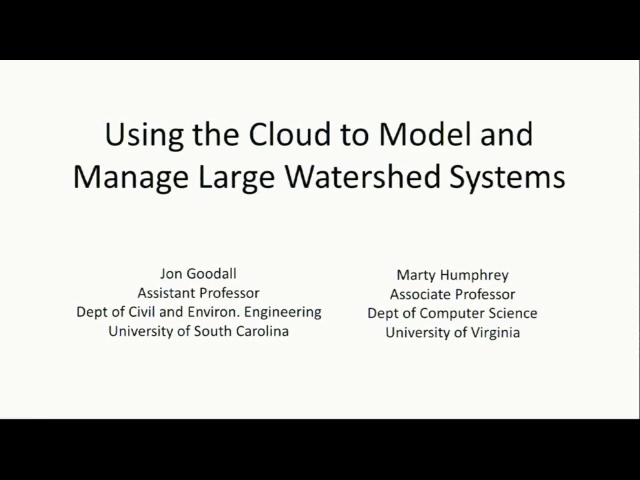 Using the Cloud to Model and
Manage Large Watershed Systems
Jon Goodall
Assistant Professor
Dept of Civil and Environ. Engineering
University of South Carolina
Marty Humphrey
Associate Professor
Dept of Computer Science
University of Virginia